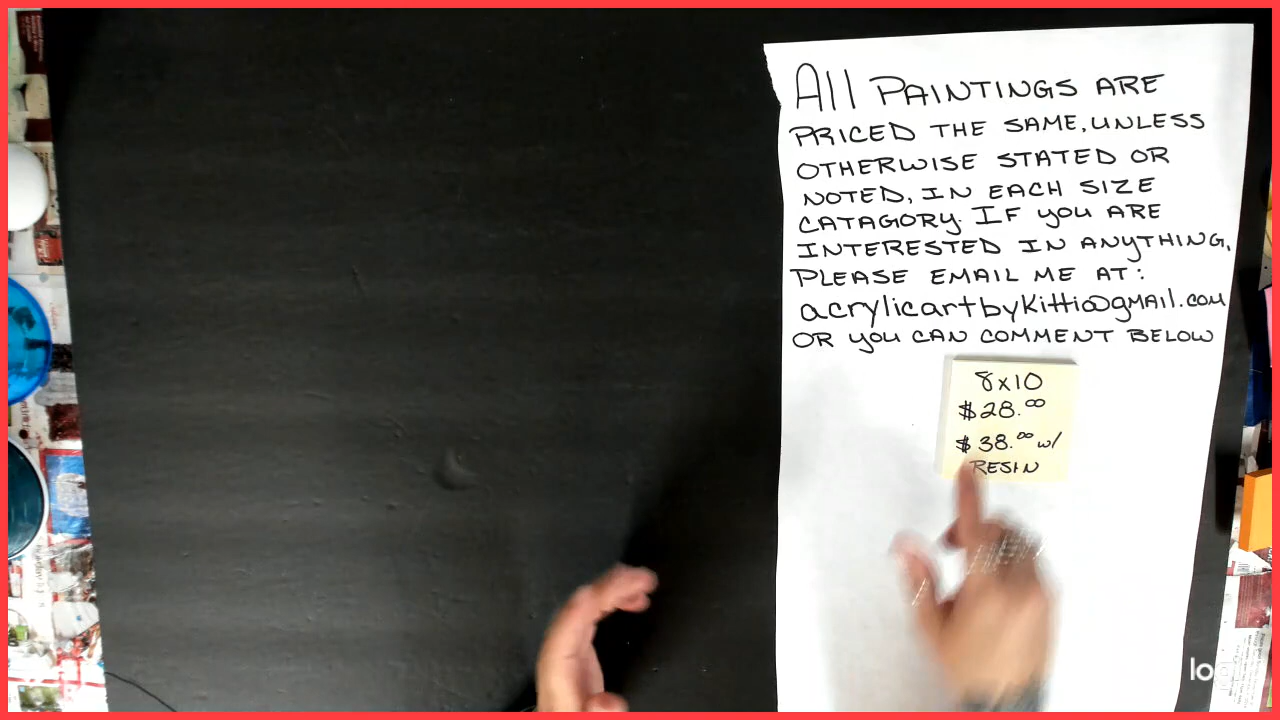 All PAINTINGS ARE
PRICED THE SAME, UNLESS
OTHERWISE STATED OR
NOTED, IN EACH SIZE
CATAGORY. IF YOU ARE
INTERESTED IN ANYTHING,
PLEASE EMAIL ME AT:
acrylicartbykitti@gmail.com
OR YOU CAN COMMENT BELOW
8x10
$28.00
$38.00 w/
RESIN